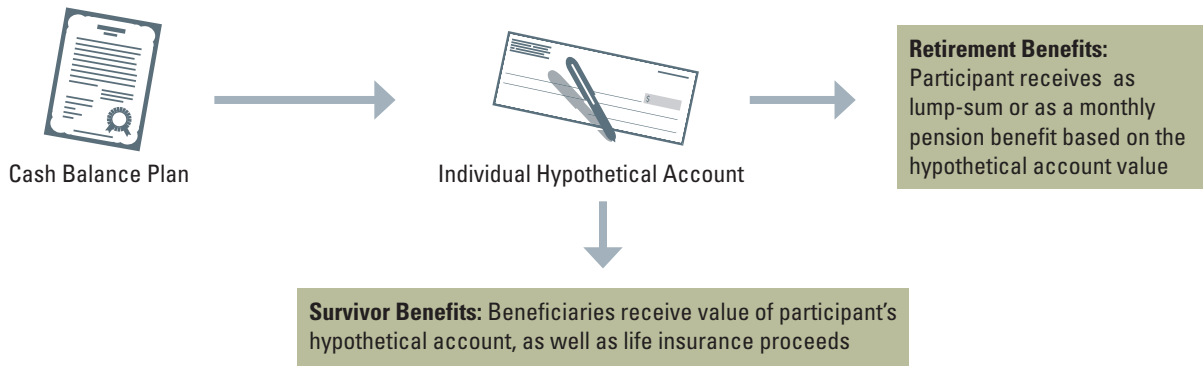 Cash Balance Plan
Individual Hypothetical Account
$
Retirement Benefits:
Participant receives as
lump-sum or as a monthly
pension benefit based on the
hypothetical account value
Survivor Benefits: Beneficiaries receive value of participant's
hypothetical account, as well as life insurance proceeds